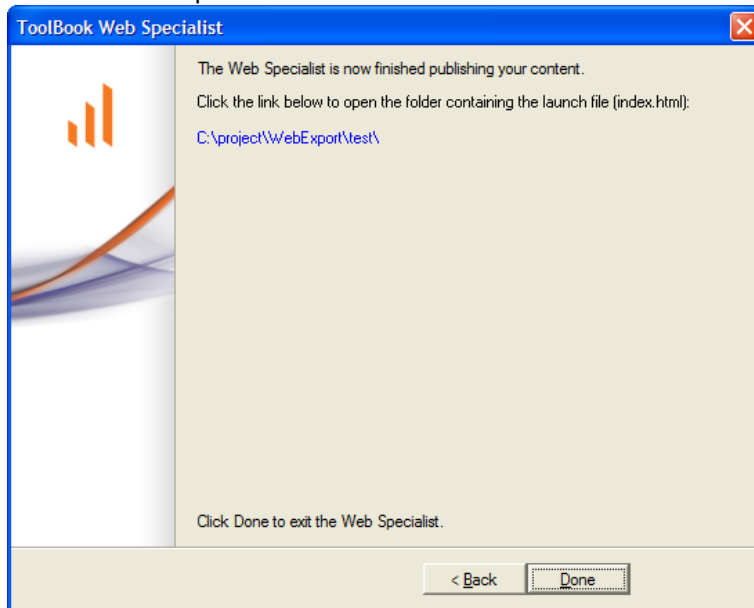 ToolBook Web Specialist
The Web Specialist is now finished publishing your content.
Click the link below to open the folder containing the launch file (index.html):
C:\project\WebExport\test\
Click Done to exit the Web Specialist.
< Back
Done